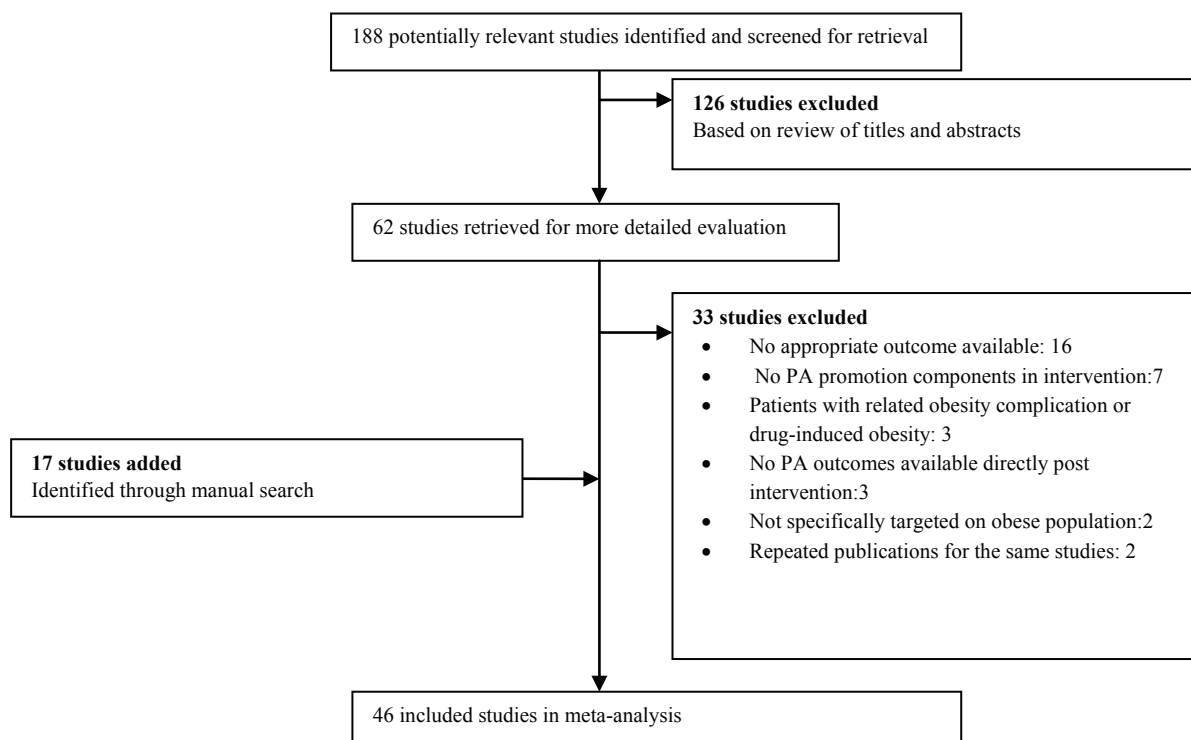 188 potentially relevant studies identified and screened for retrieval
126 studies excluded
Based on review of titles and abstracts
62 studies retrieved for more detailed evaluation
33 studies excluded
• No appropriate outcome available: 16
• No PA promotion components in intervention:7
• Patients with related obesity complication or
drug-induced obesity: 3
• No PA outcomes available directly post
intervention:3
• Not specifically targeted on obese population:2
• Repeated publications for the same studies: 2
17 studies added
Identified through manual search
46 included studies in meta-analysis